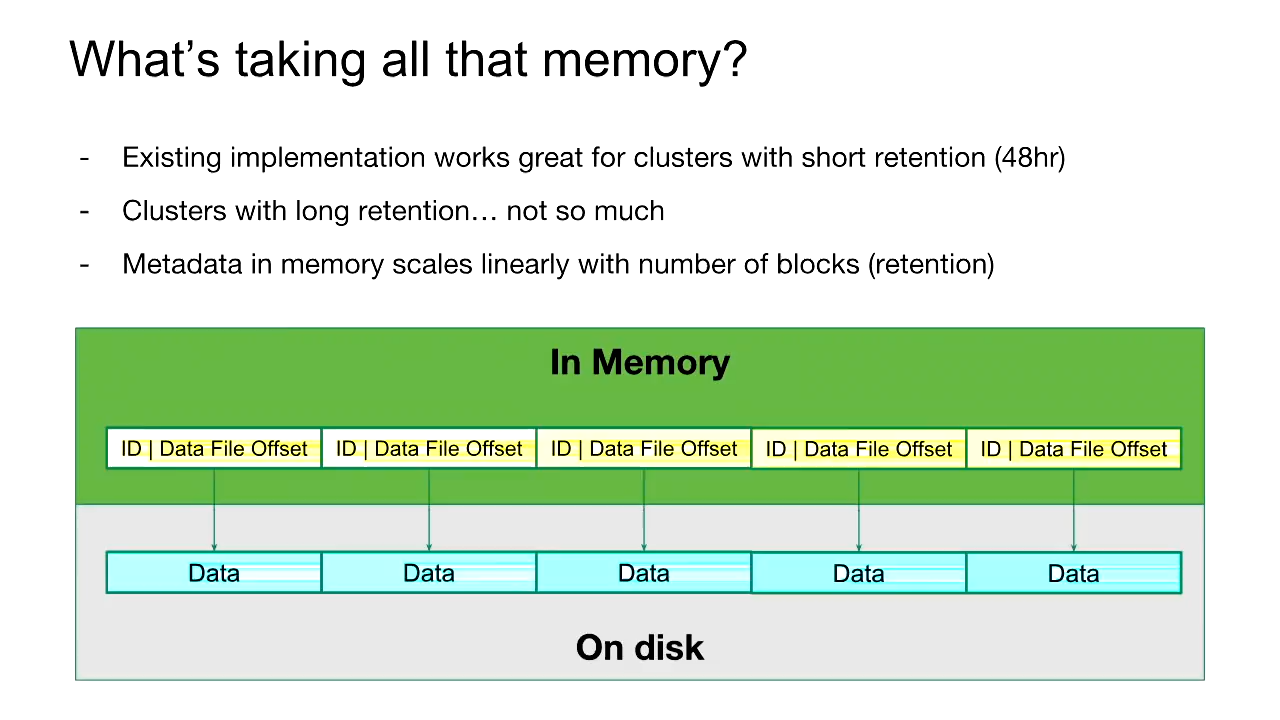 What’s taking all that memory?
- Existing implementation works great for clusters with short retention (48hr)
- Clusters with long retention… not so much
- Metadata in memory scales linearly with number of blocks (retention)
In Memory
ID | Data File Offset ID | Data File Offset ID | Data File Offset ID | Data File Offset ID | Data File Offset
Data Data Data Data Data
On disk